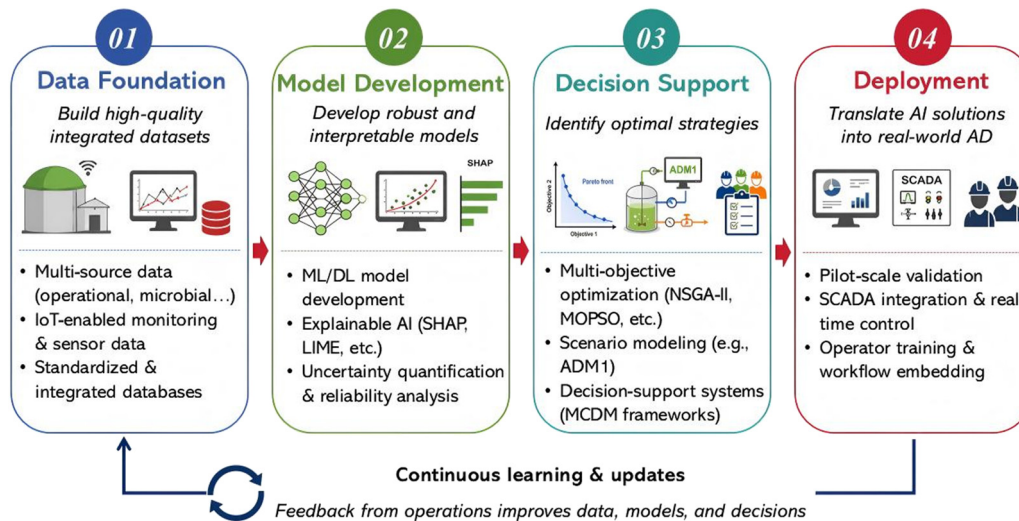 01
Data Foundation
Build high-quality
integrated datasets
• Multi-source data
(operational, microbial...)
• IoT-enabled monitoring
& sensor data
• Standardized &
integrated databases
02
Model Development
Develop robust and
interpretable models
SHAP
• ML/DL model
development
• Explainable AI (SHAP,
LIME, etc.)
• Uncertainty quantification
& reliability analysis
03
Decision Support
Identify optimal strategies
Objective 2
Pareto front
Objective 1
ADM1
• Multi-objective
optimization (NSGA-II,
MOPSO, etc.)
• Scenario modeling (e.g.,
ADM1)
• Decision-support systems
(MCDM frameworks)
04
Deployment
Translate AI solutions
into real-world AD
SCADA
• Pilot-scale validation
• SCADA integration & real
time control
• Operator training &
workflow embedding
Continuous learning & updates
Feedback from operations improves data, models, and decisions